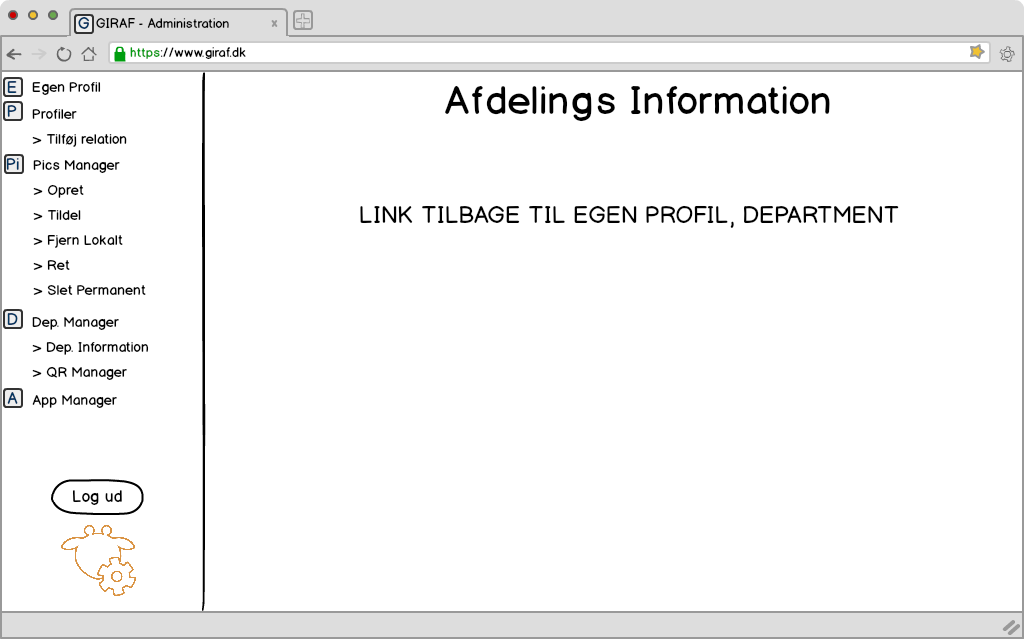 G GIRAF - Administration x
https://www.giraf.dk
E Egen Profil
P Profiler
> Tilføj relation
Pi Pics Manager
> Opret
> Tildel
> Fjern Lokalt
> Ret
> Slet Permanent
D Dep. Manager
> Dep. Information
> QR Manager
A App Manager
Log ud
Afdelings Information
LINK TILBAGE TIL EGEN PROFIL, DEPARTMENT